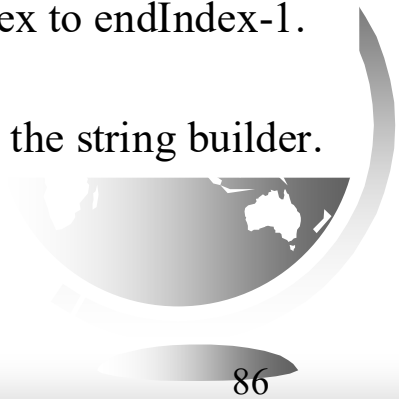 ex to endIndex-1.
the string builder.
86